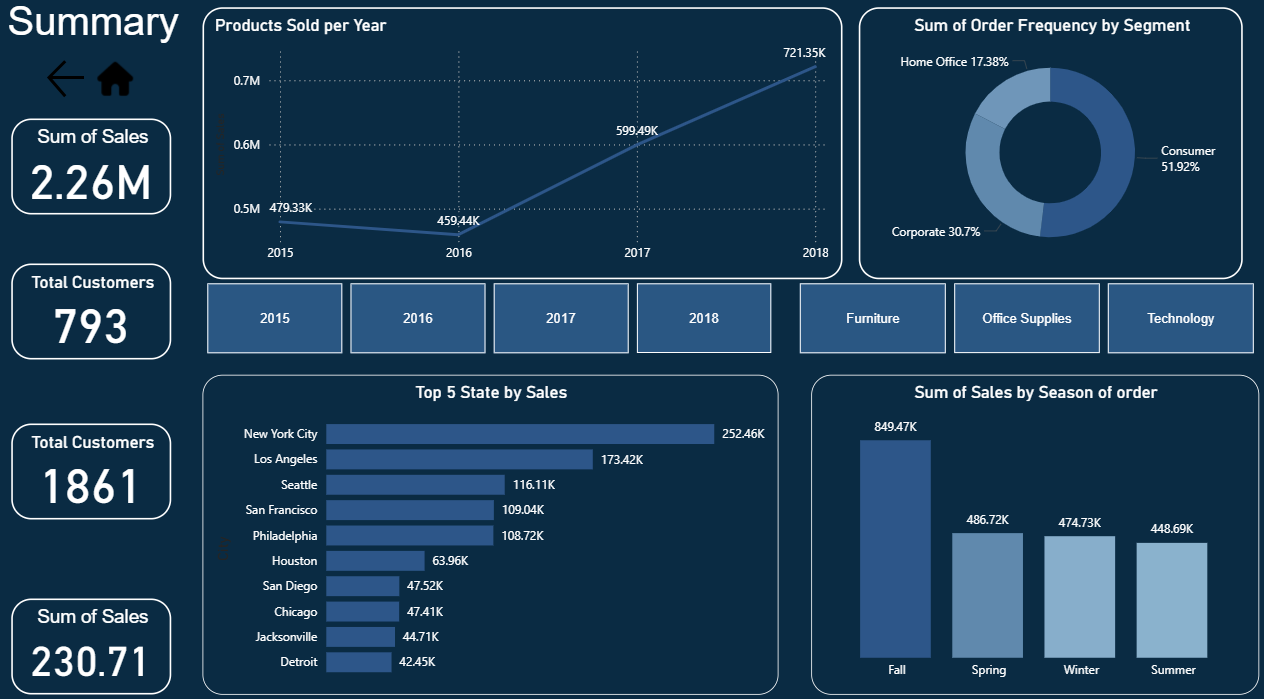 Summary
Sum of Sales
2.26M
Total Customers
793
Total Customers
1861
Sum of Sales
230.71
Products Sold per Year
0.7M
0.6M
0.5M
479.33K
459.44K
599.49K
721.35K
2015
2016
2017
2018
Sum of Order Frequency by Segment
Home Office 17.38%
Consumer
51.92%
Corporate 30.7%
2015
2016
2017
2018
Furniture
Office Supplies
Technology
Top 5 State by Sales
New York City 252.46K
Los Angeles 173.42K
Seattle 116.11K
San Francisco 109.04K
Philadelphia 108.72K
Houston 63.96K
San Diego 47.52K
Chicago 47.41K
Jacksonville 44.71K
Detroit 42.45K
Sum of Sales by Season of order
849.47K
486.72K
474.73K
448.69K
Fall
Spring
Winter
Summer